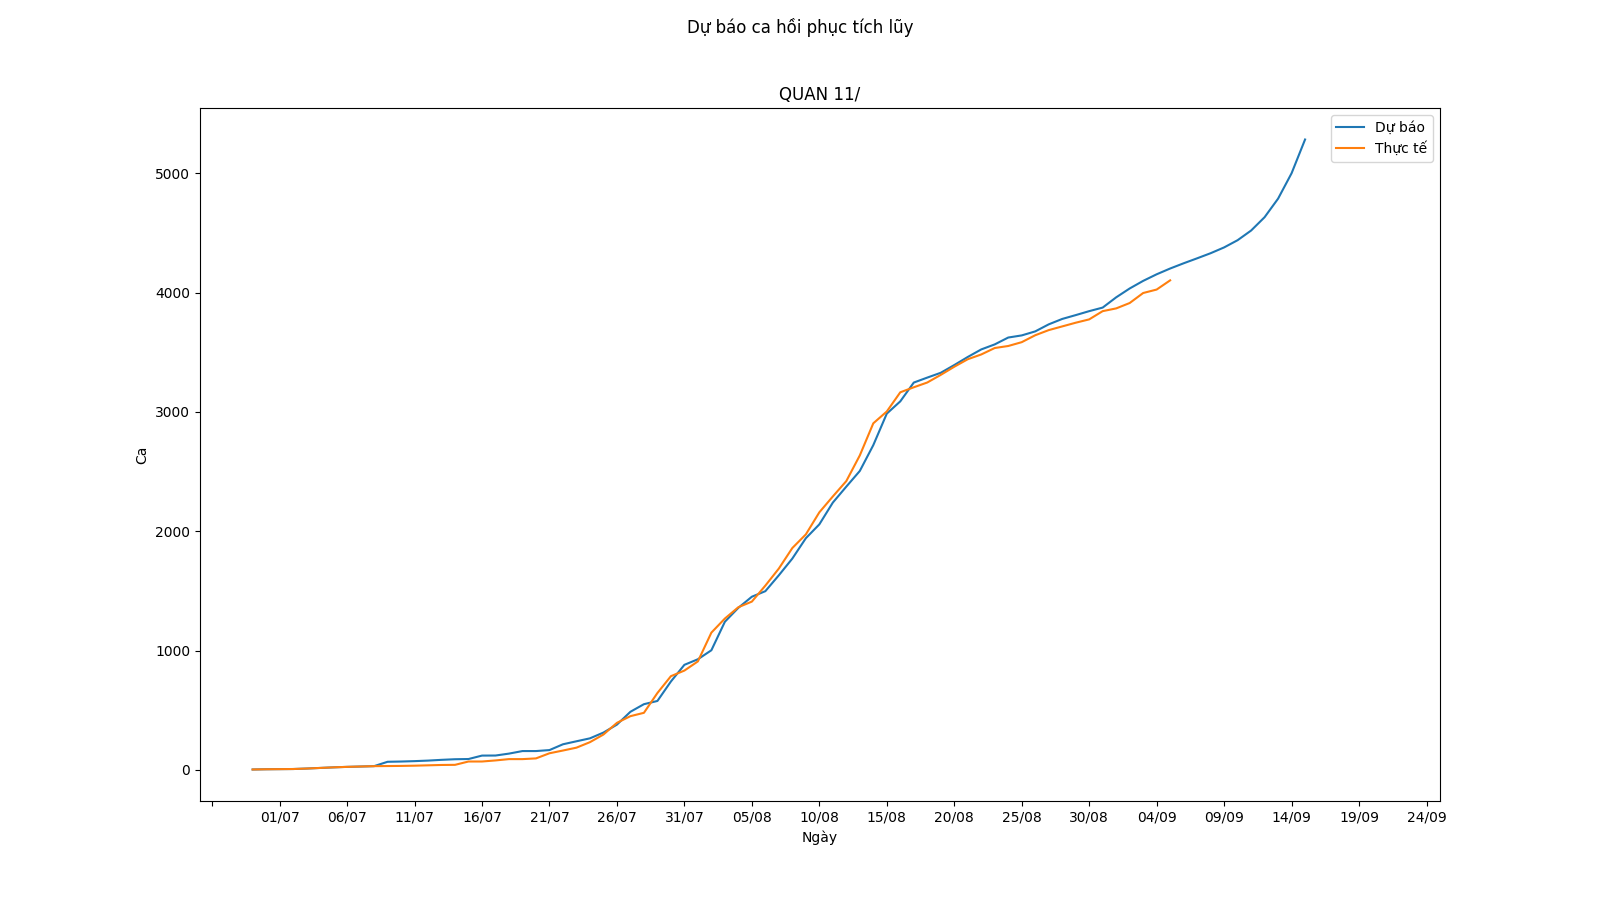 Dự báo ca hồi phục tích lũy
QUAN 11/
Dự báo
Thực tế
5000
4000
3000
2000
1000
0
Ca
01/07 06/07 11/07 16/07 21/07 26/07 31/07 05/08 10/08 15/08 20/08 25/08 30/08 04/09 09/09 14/09 19/09 24/09
Ngày